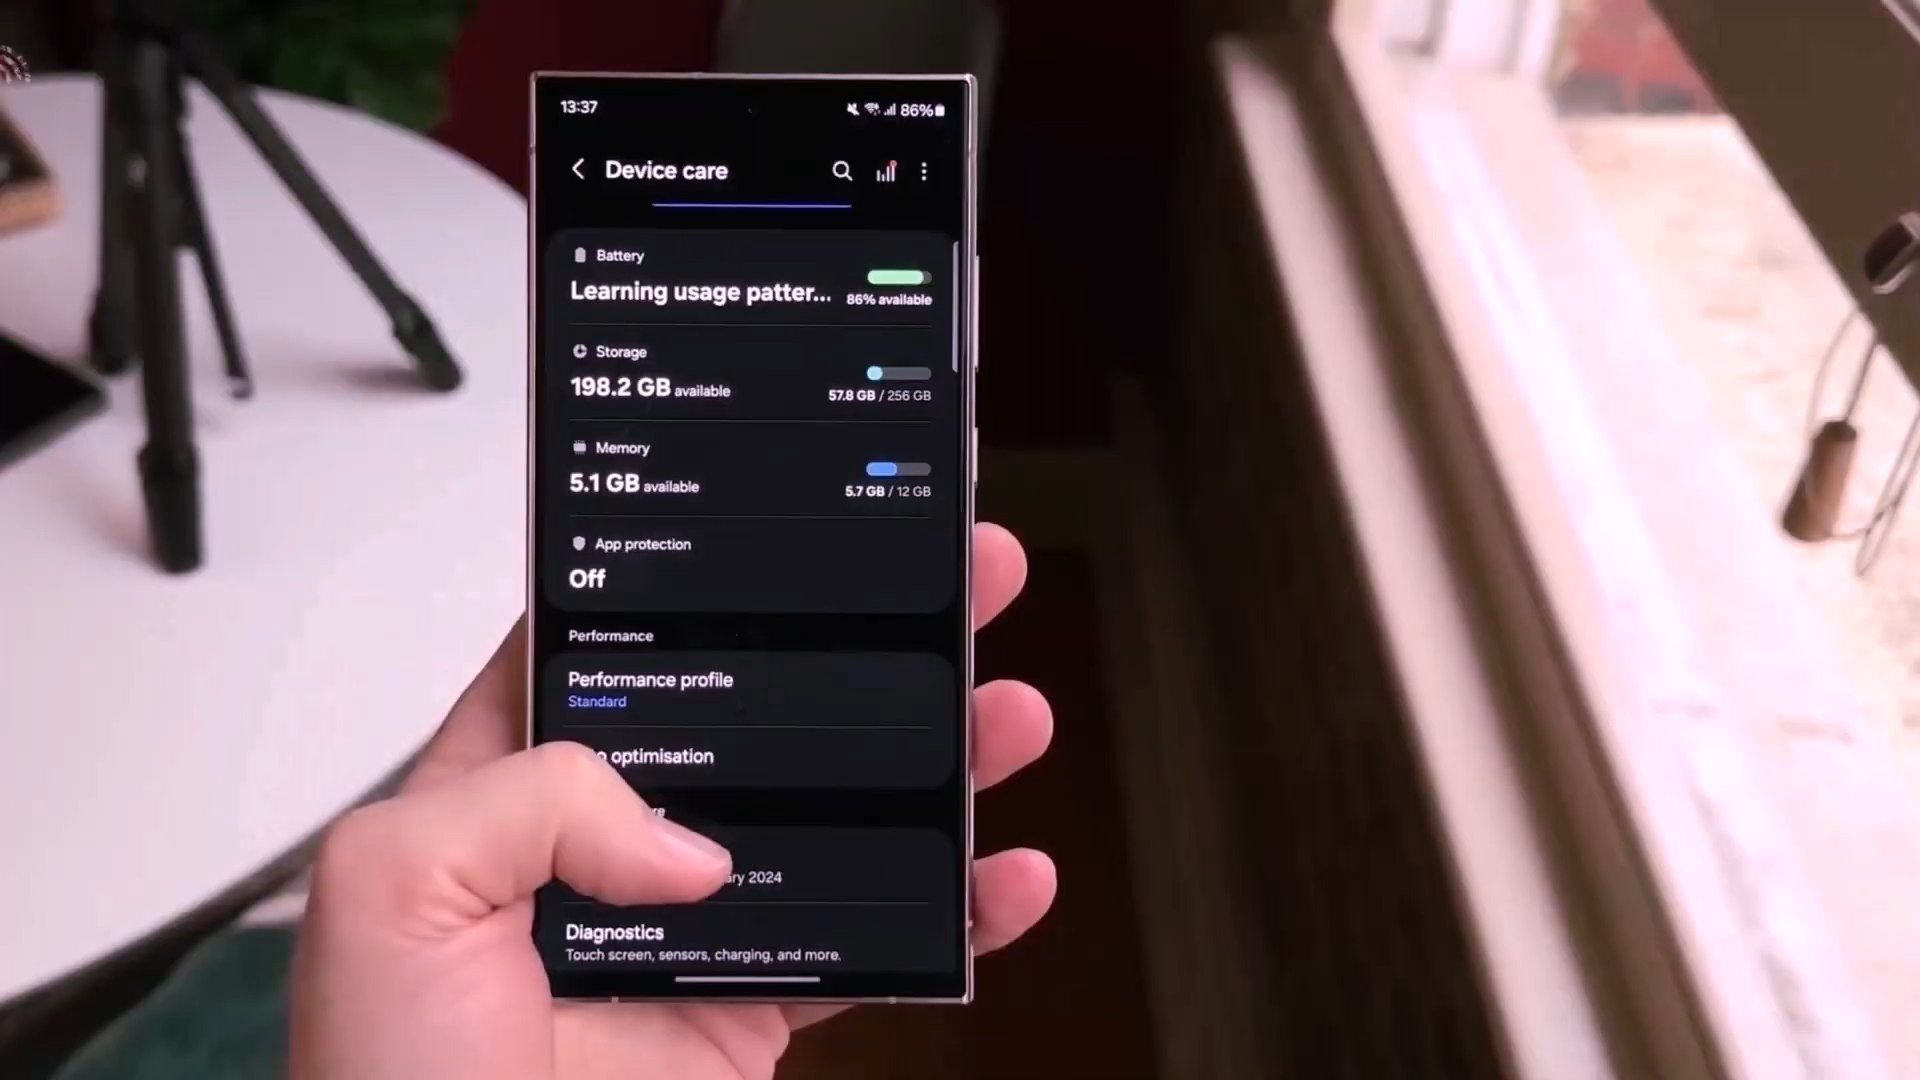 13:37
86%
Device care
Battery
Learning usage patter...
86% available
Storage
198.2 GB available
57.8 GB / 256 GB
Memory
5.1 GB available
5.7 GB / 12 GB
App protection
Off
Performance
Performance profile
Standard
optimisation
2024
Diagnostics
Touch screen, sensors, charging, and more.